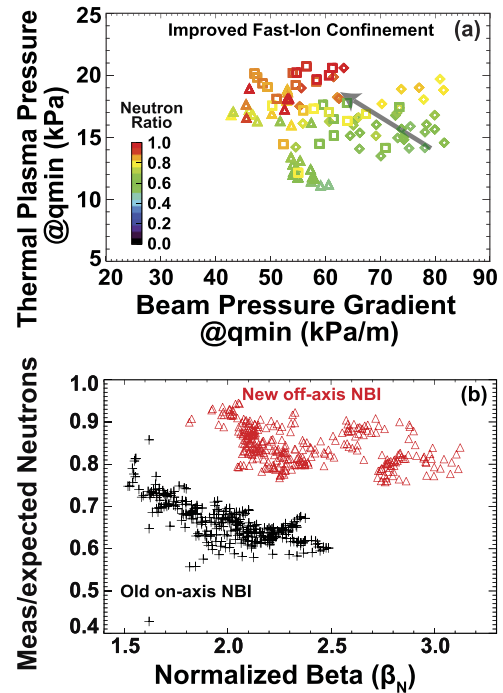 Improved Fast-Ion Confinement (a)
Thermal Plasma Pressure
@qmin (kPa)
25
20
15
10
5
Neutron
Ratio
1.0
0.8
0.6
0.4
0.2
0.0
20 30 40 50 60 70 80 90
Beam Pressure Gradient
@qmin (kPa/m)
New off-axis NBI (b)
Meas/expected Neutrons
1.0
0.9
0.8
0.7
0.6
0.5
0.4
Old on-axis NBI
1.5 2.0 2.5 3.0
Normalized Beta (β_N)